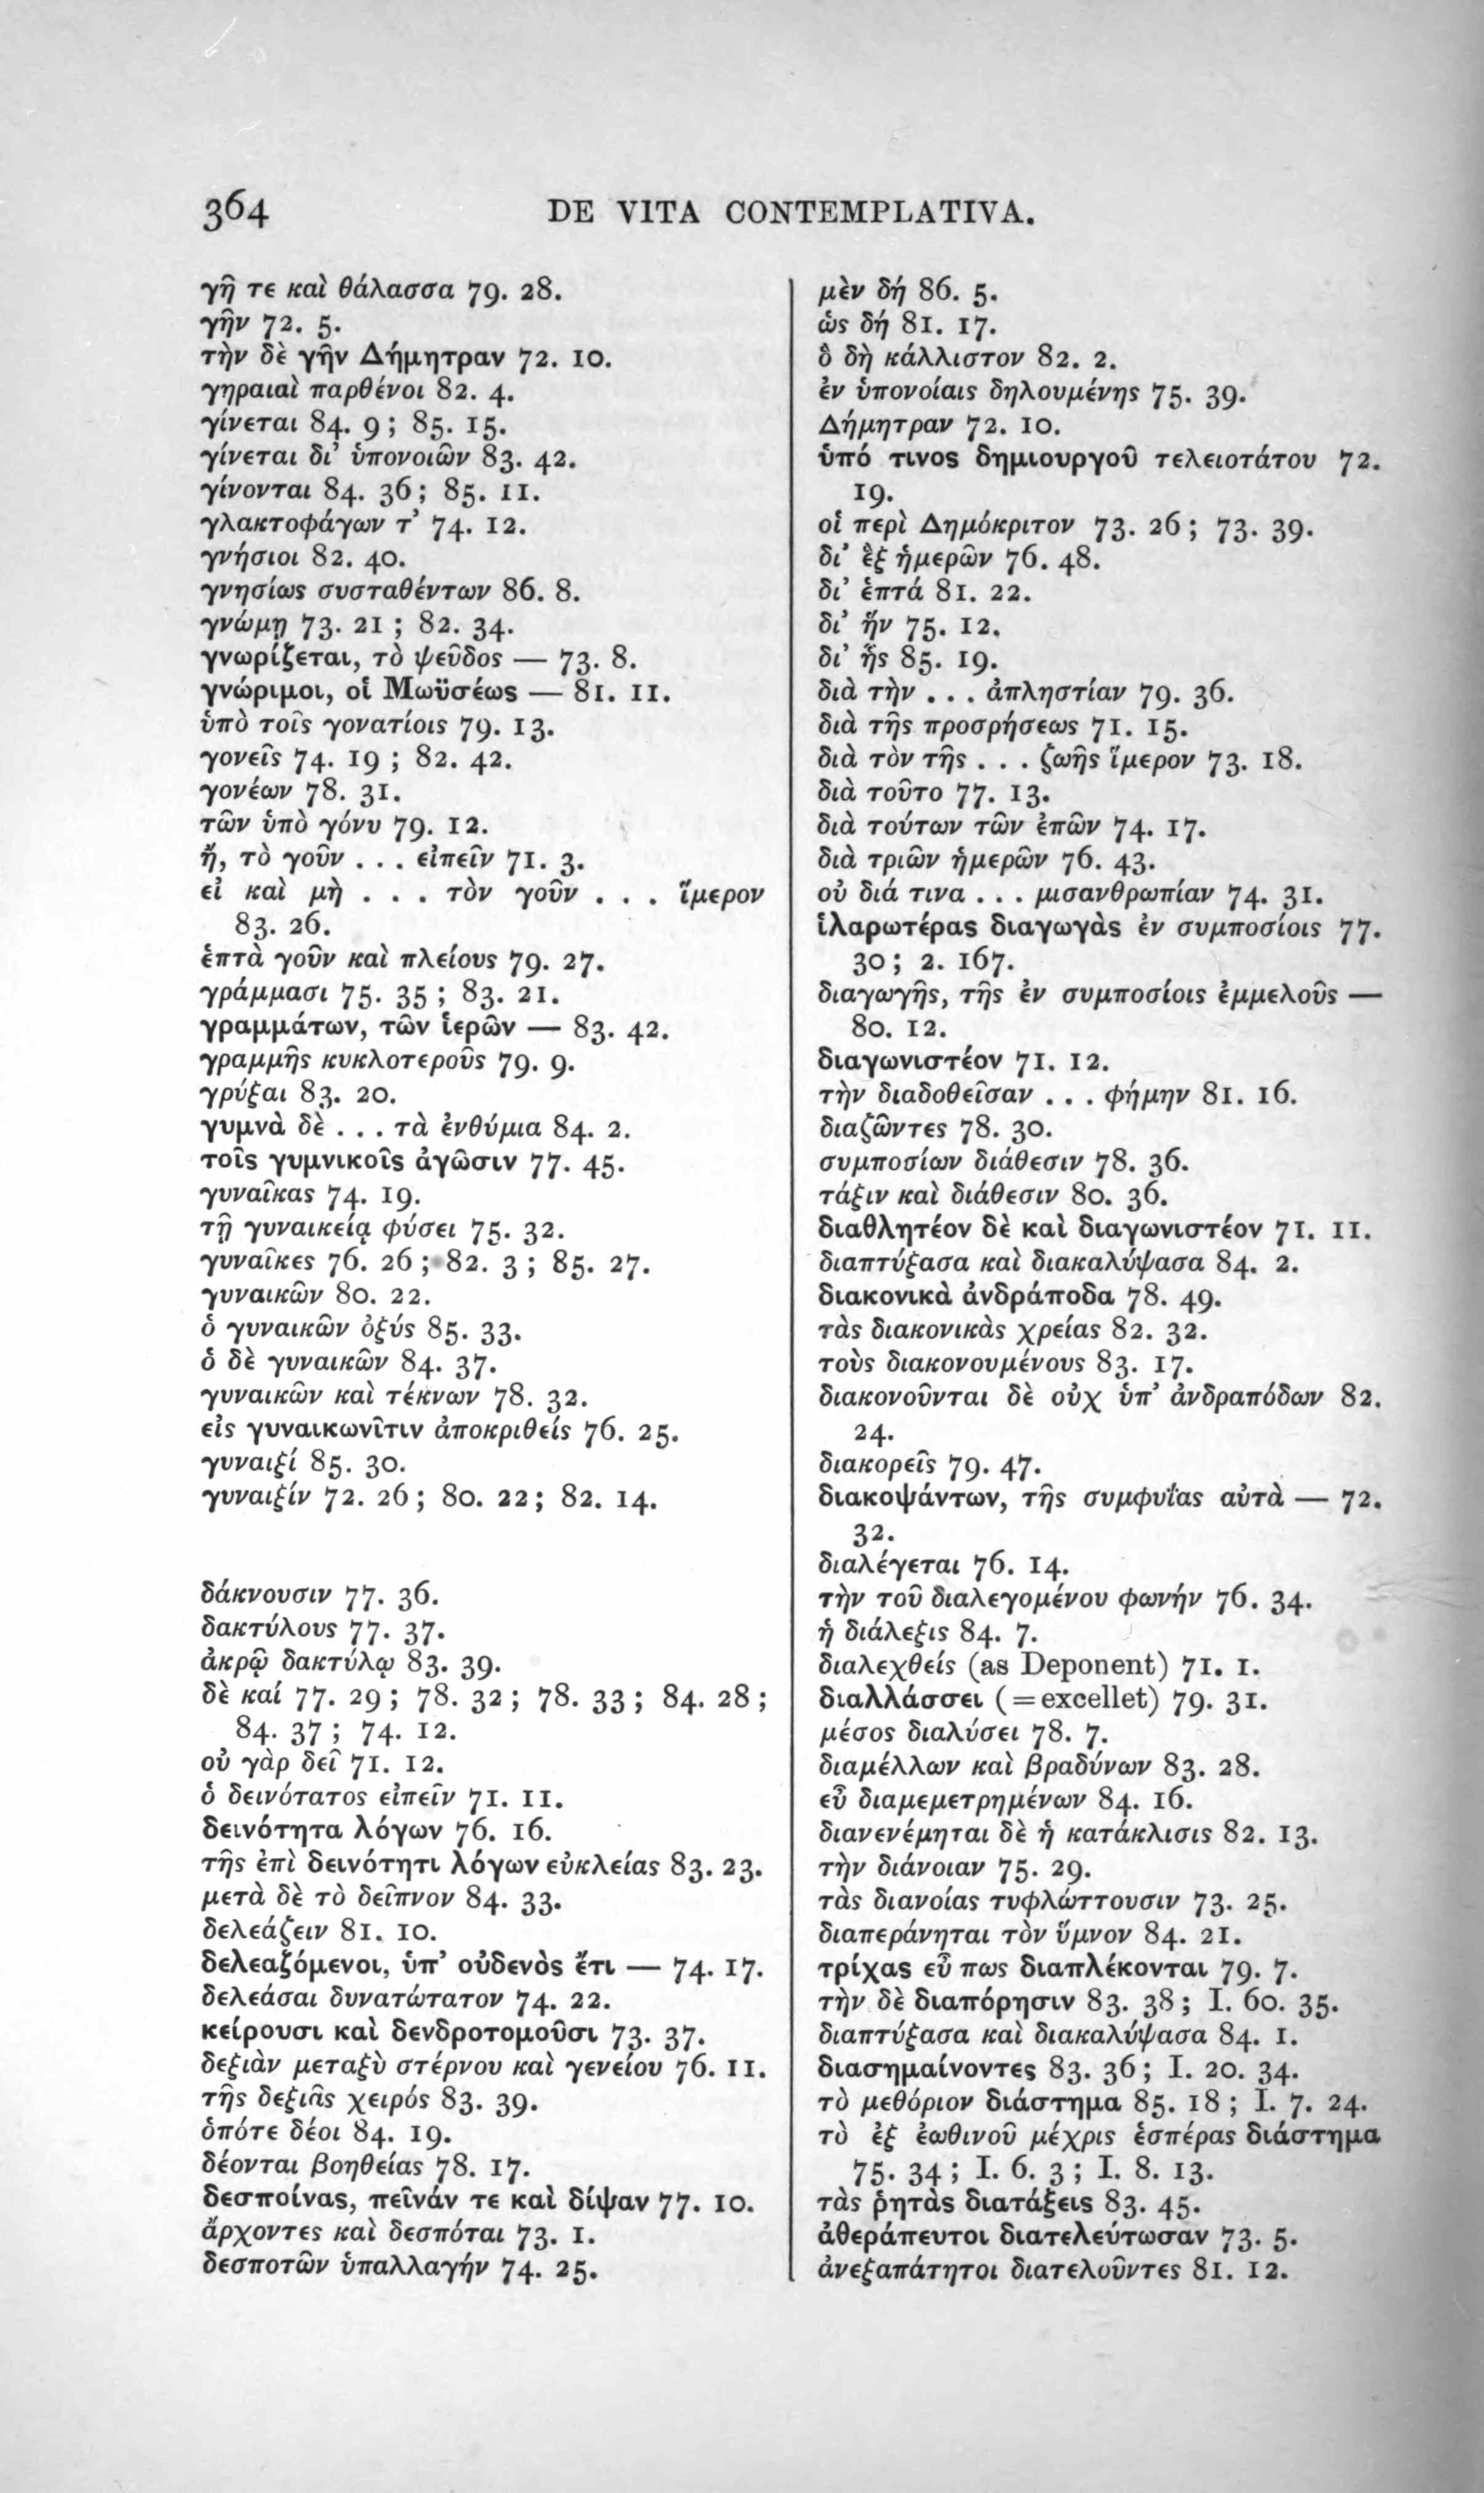 364 DE VITA CONTEMPLATIVA.
γῆ τε καὶ θάλασσα 79. 28.
γῆν 72. 5.
τὴν δὲ γῆν Δήμητραν 72. 10.
γηραιαὶ παρθένοι 82. 4.
γίνεται 84. 9; 85. 15.
γίνεται δι’ ὑπονοιῶν 83. 42.
γίνονται 84. 36; 85. 11.
γλακτοφάγων τ’ 74. 12.
γνήσιοι 82. 40.
γνησίως συσταθέντων 86. 8.
γνώμῃ 73. 21; 82. 34.
γνωρίζεται, τὸ ψεῦδος — 73. 8.
γνώριμοι, οἱ Μωϋσέως — 81. 11.
ὑπὸ τοῖς γονατίοις 79. 13.
γονεῖς 74. 19; 82. 42.
γονέων 78. 31.
τῶν ὑπὸ γόνυ 79. 12.
ἤ, τὸ γοῦν . . . εἰπεῖν 71. 3.
εἰ καὶ μὴ . . . τὸν γοῦν . . . ἵμερον
83. 26.
ἑπτὰ γοῦν καὶ πλείους 79. 27.
γράμμασι 75. 35; 83. 21.
γραμμάτων, τῶν ἱερῶν — 83. 42.
γραμμῆς κυκλοτεροῦς 79. 9.
γρύξαι 83. 20.
γυμνὰ δὲ . . . τὰ ἐνθύμια 84. 2.
τοῖς γυμνικοῖς ἀγῶσιν 77. 45.
γυναῖκας 74. 19.
τῇ γυναικείᾳ φύσει 75. 32.
γυναῖκες 76. 26; 82. 3; 85. 27.
γυναικῶν 80. 22.
ὁ γυναικῶν ὀξύς 85. 33.
ὁ δὲ γυναικῶν 84. 37.
γυναικῶν καὶ τέκνων 78. 32.
εἰς γυναικωνῖτιν ἀποκριθείς 76. 25.
γυναιξί 85. 30.
γυναιξίν 72. 26; 80. 22; 82. 14.
δάκνουσιν 77. 36.
δακτύλους 77. 37.
ἀκρῷ δακτύλῳ 83. 39.
δὲ καί 77. 29; 78. 32; 78. 33; 84. 28;
84. 37; 74. 12.
οὐ γὰρ δεῖ 71. 12.
ὁ δεινότατος εἰπεῖν 71. 11.
δεινότητα λόγων 76. 16.
τῆς ἐπὶ δεινότητι λόγων εὐκλείας 83. 23.
μετὰ δὲ τὸ δεῖπνον 84. 33.
δελεάζειν 81. 10.
δελεαζόμενοι, ὑπ’ οὐδενὸς ἔτι — 74. 17.
δελεάσαι δυνατώτατον 74. 22.
κείρουσι καὶ δενδροτομοῦσι 73. 37.
δεξιὰν μεταξὺ στέρνου καὶ γενείου 76. 11.
τῆς δεξιᾶς χειρός 83. 39.
ὁπότε δέοι 84. 19.
δέονται βοηθείας 78. 17.
δεσποίνας, πεῖνάν τε καὶ δίψαν 77. 10.
ἄρχοντες καὶ δεσπόται 73. 1.
δεσποτῶν ὑπαλλαγήν 74. 25.
μὲν δή 86. 5.
ὡς δή 81. 17.
ὃ δὴ κάλλιστον 82. 2.
ἐν ὑπονοίαις δηλουμένης 75. 39.
Δήμητραν 72. 10.
ὑπό τινος δημιουργοῦ τελειοτάτου 72.
19.
οἱ περὶ Δημόκριτον 73. 26; 73. 39.
δι’ ἓξ ἡμερῶν 76. 48.
δι’ ἑπτά 81. 22.
δι’ ἥν 75. 12.
δι’ ἧς 85. 19.
διὰ τὴν . . . ἀπληστίαν 79. 36.
διὰ τῆς προσρήσεως 71. 15.
διὰ τὸν τῆς . . . ζωῆς ἵμερον 73. 18.
διὰ τοῦτο 77. 13.
διὰ τούτων τῶν ἐπῶν 74. 17.
διὰ τριῶν ἡμερῶν 76. 43.
οὐ διά τινα . . . μισανθρωπίαν 74. 31.
ἱλαρωτέρας διαγωγὰς ἐν συμποσίοις 77.
30; 2. 167.
διαγωγῆς, τῆς ἐν συμποσίοις ἐμμελοῦς —
80. 12.
διαγωνιστέον 71. 12.
τὴν διαδοθεῖσαν . . . φήμην 81. 16.
διαζῶντες 78. 30.
συμποσίων διάθεσιν 78. 36.
τάξιν καὶ διάθεσιν 80. 36.
διαθλητέον δὲ καὶ διαγωνιστέον 71. 11.
διαπτύξασα καὶ διακαλύψασα 84. 2.
διακονικὰ ἀνδράποδα 78. 49.
τὰς διακονικὰς χρείας 82. 32.
τοὺς διακονουμένους 83. 17.
διακονοῦνται δὲ οὐχ ὑπ’ ἀνδραπόδων 82.
24.
διακορεῖς 79. 47.
διακοψάντων, τῆς συμφυΐας αὐτὰ — 72.
32.
διαλέγεται 76. 14.
τὴν τοῦ διαλεγομένου φωνήν 76. 34.
ἡ διάλεξις 84. 7.
διαλεχθείς (as Deponent) 71. 1.
διαλλάσσει (= excellet) 79. 31.
μέσος διαλύσει 78. 7.
διαμέλλων καὶ βραδύνων 83. 28.
εὖ διαμεμετρημένων 84. 16.
διανενέμηται δὲ ἡ κατάκλισις 82. 13.
τὴν διάνοιαν 75. 29.
τὰς διανοίας τυφλώττουσιν 73. 25.
διαπεράνηται τὸν ὕμνον 84. 21.
τρίχας εὖ πως διαπλέκονται 79. 7.
τὴν δὲ διαπόρησιν 83. 38; I. 60. 35.
διαπτύξασα καὶ διακαλύψασα 84. 1.
διασημαίνοντες 83. 36; I. 20. 34.
τὸ μεθόριον διάστημα 85. 18; I. 7. 24.
τὸ ἐξ ἑωθινοῦ μέχρις ἑσπέρας διάστημα
75. 34; I. 6. 3; I. 8. 13.
τὰς ῥητὰς διατάξεις 83. 45.
ἀθεράπευτοι διατελεύτωσαν 73. 5.
ἀνεξαπάτητοι διατελοῦντες 81. 12.